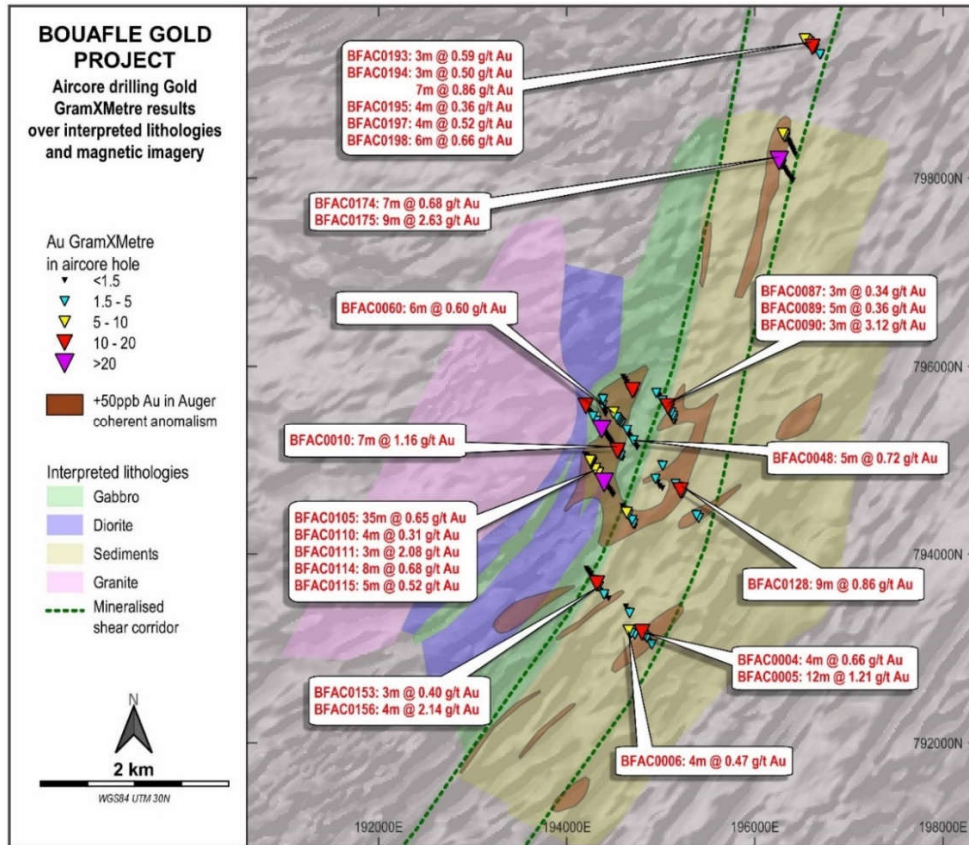 BOUAFLE GOLD
PROJECT
Aircore drilling Gold
GramXMetre results
over interpreted lithologies
and magnetic imagery
Au GramXMetre
in aircore hole
<1.5
1.5 - 5
5 - 10
10 - 20
>20
+50ppb Au in Auger
coherent anomalism
Interpreted lithologies
Gabbro
Diorite
Sediments
Granite
Mineralised
shear corridor
N
2 km
WGS84 UTM 30N
BFAC0193: 3m @ 0.59 g/t Au
BFAC0194: 3m @ 0.50 g/t Au
7m @ 0.86 g/t Au
BFAC0195: 4m @ 0.36 g/t Au
BFAC0197: 4m @ 0.52 g/t Au
BFAC0198: 6m @ 0.66 g/t Au
798000N
BFAC0174: 7m @ 0.68 g/t Au
BFAC0175: 9m @ 2.63 g/t Au
BFAC0087: 3m @ 0.34 g/t Au
BFAC0089: 5m @ 0.36 g/t Au
BFAC0090: 3m @ 3.12 g/t Au
BFAC0060: 6m @ 0.60 g/t Au
796000N
BFAC0010: 7m @ 1.16 g/t Au
BFAC0048: 5m @ 0.72 g/t Au
BFAC0105: 35m @ 0.65 g/t Au
BFAC0110: 4m @ 0.31 g/t Au
BFAC0111: 3m @ 2.08 g/t Au
BFAC0114: 8m @ 0.68 g/t Au
BFAC0115: 5m @ 0.52 g/t Au
794000N
BFAC0128: 9m @ 0.86 g/t Au
BFAC0004: 4m @ 0.66 g/t Au
BFAC0005: 12m @ 1.21 g/t Au
BFAC0153: 3m @ 0.40 g/t Au
BFAC0156: 4m @ 2.14 g/t Au
792000N
BFAC0006: 4m @ 0.47 g/t Au
192000E
194000E
196000E
198000E